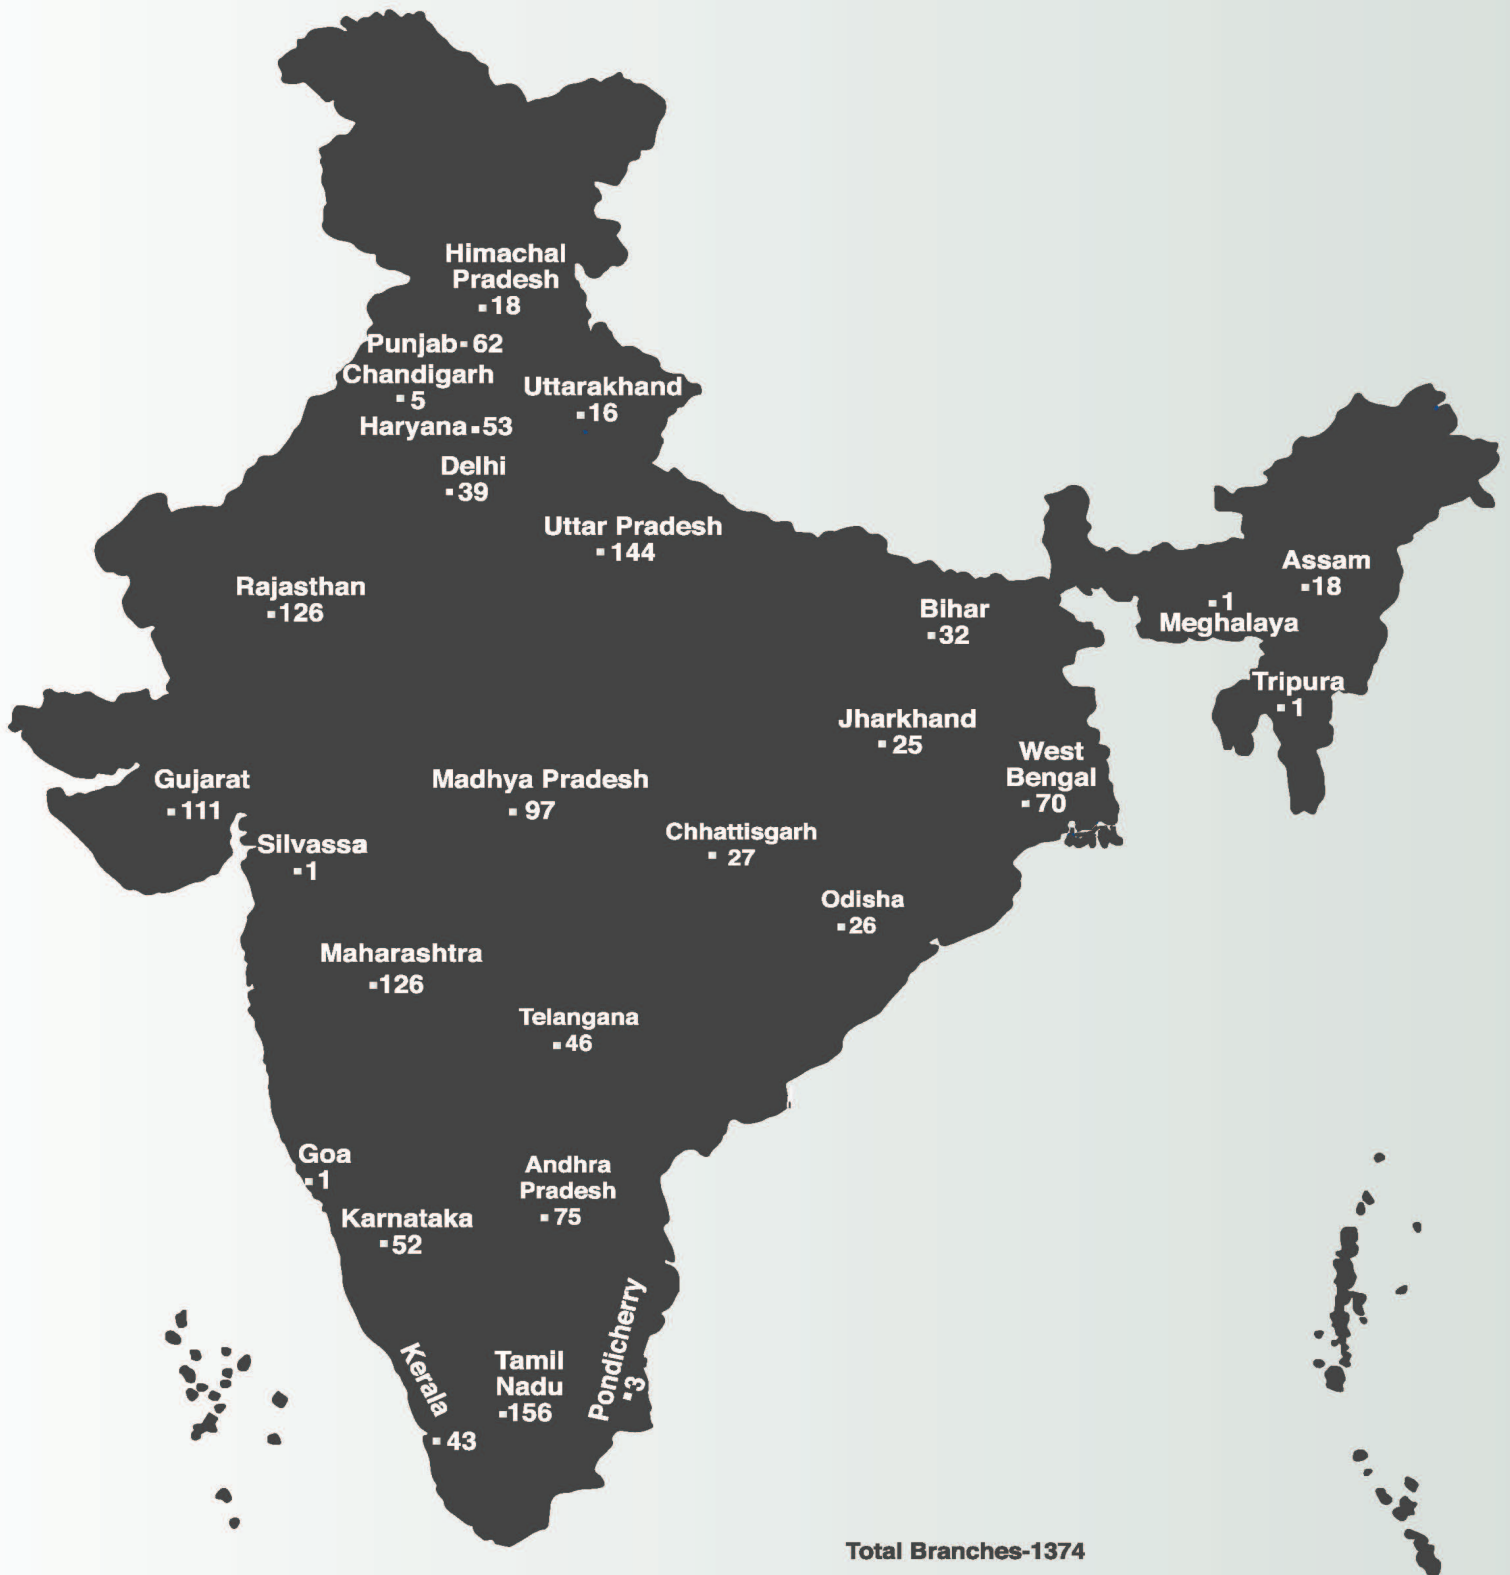 Himachal
Pradesh
18
Punjab 62
Chandigarh
5
Uttarakhand
16
Haryana 53
Delhi
39
Uttar Pradesh
144
Rajasthan
126
Bihar
32
Assam
18
1
Meghalaya
Tripura
1
Jharkhand
25
West
Bengal
70
Gujarat
111
Madhya Pradesh
97
Chhattisgarh
27
Silvassa
1
Odisha
26
Maharashtra
126
Telangana
46
Goa
1
Andhra
Pradesh
75
Karnataka
52
Pondicherry
3
Kerala
43
Tamil
Nadu
156
Total Branches-1374